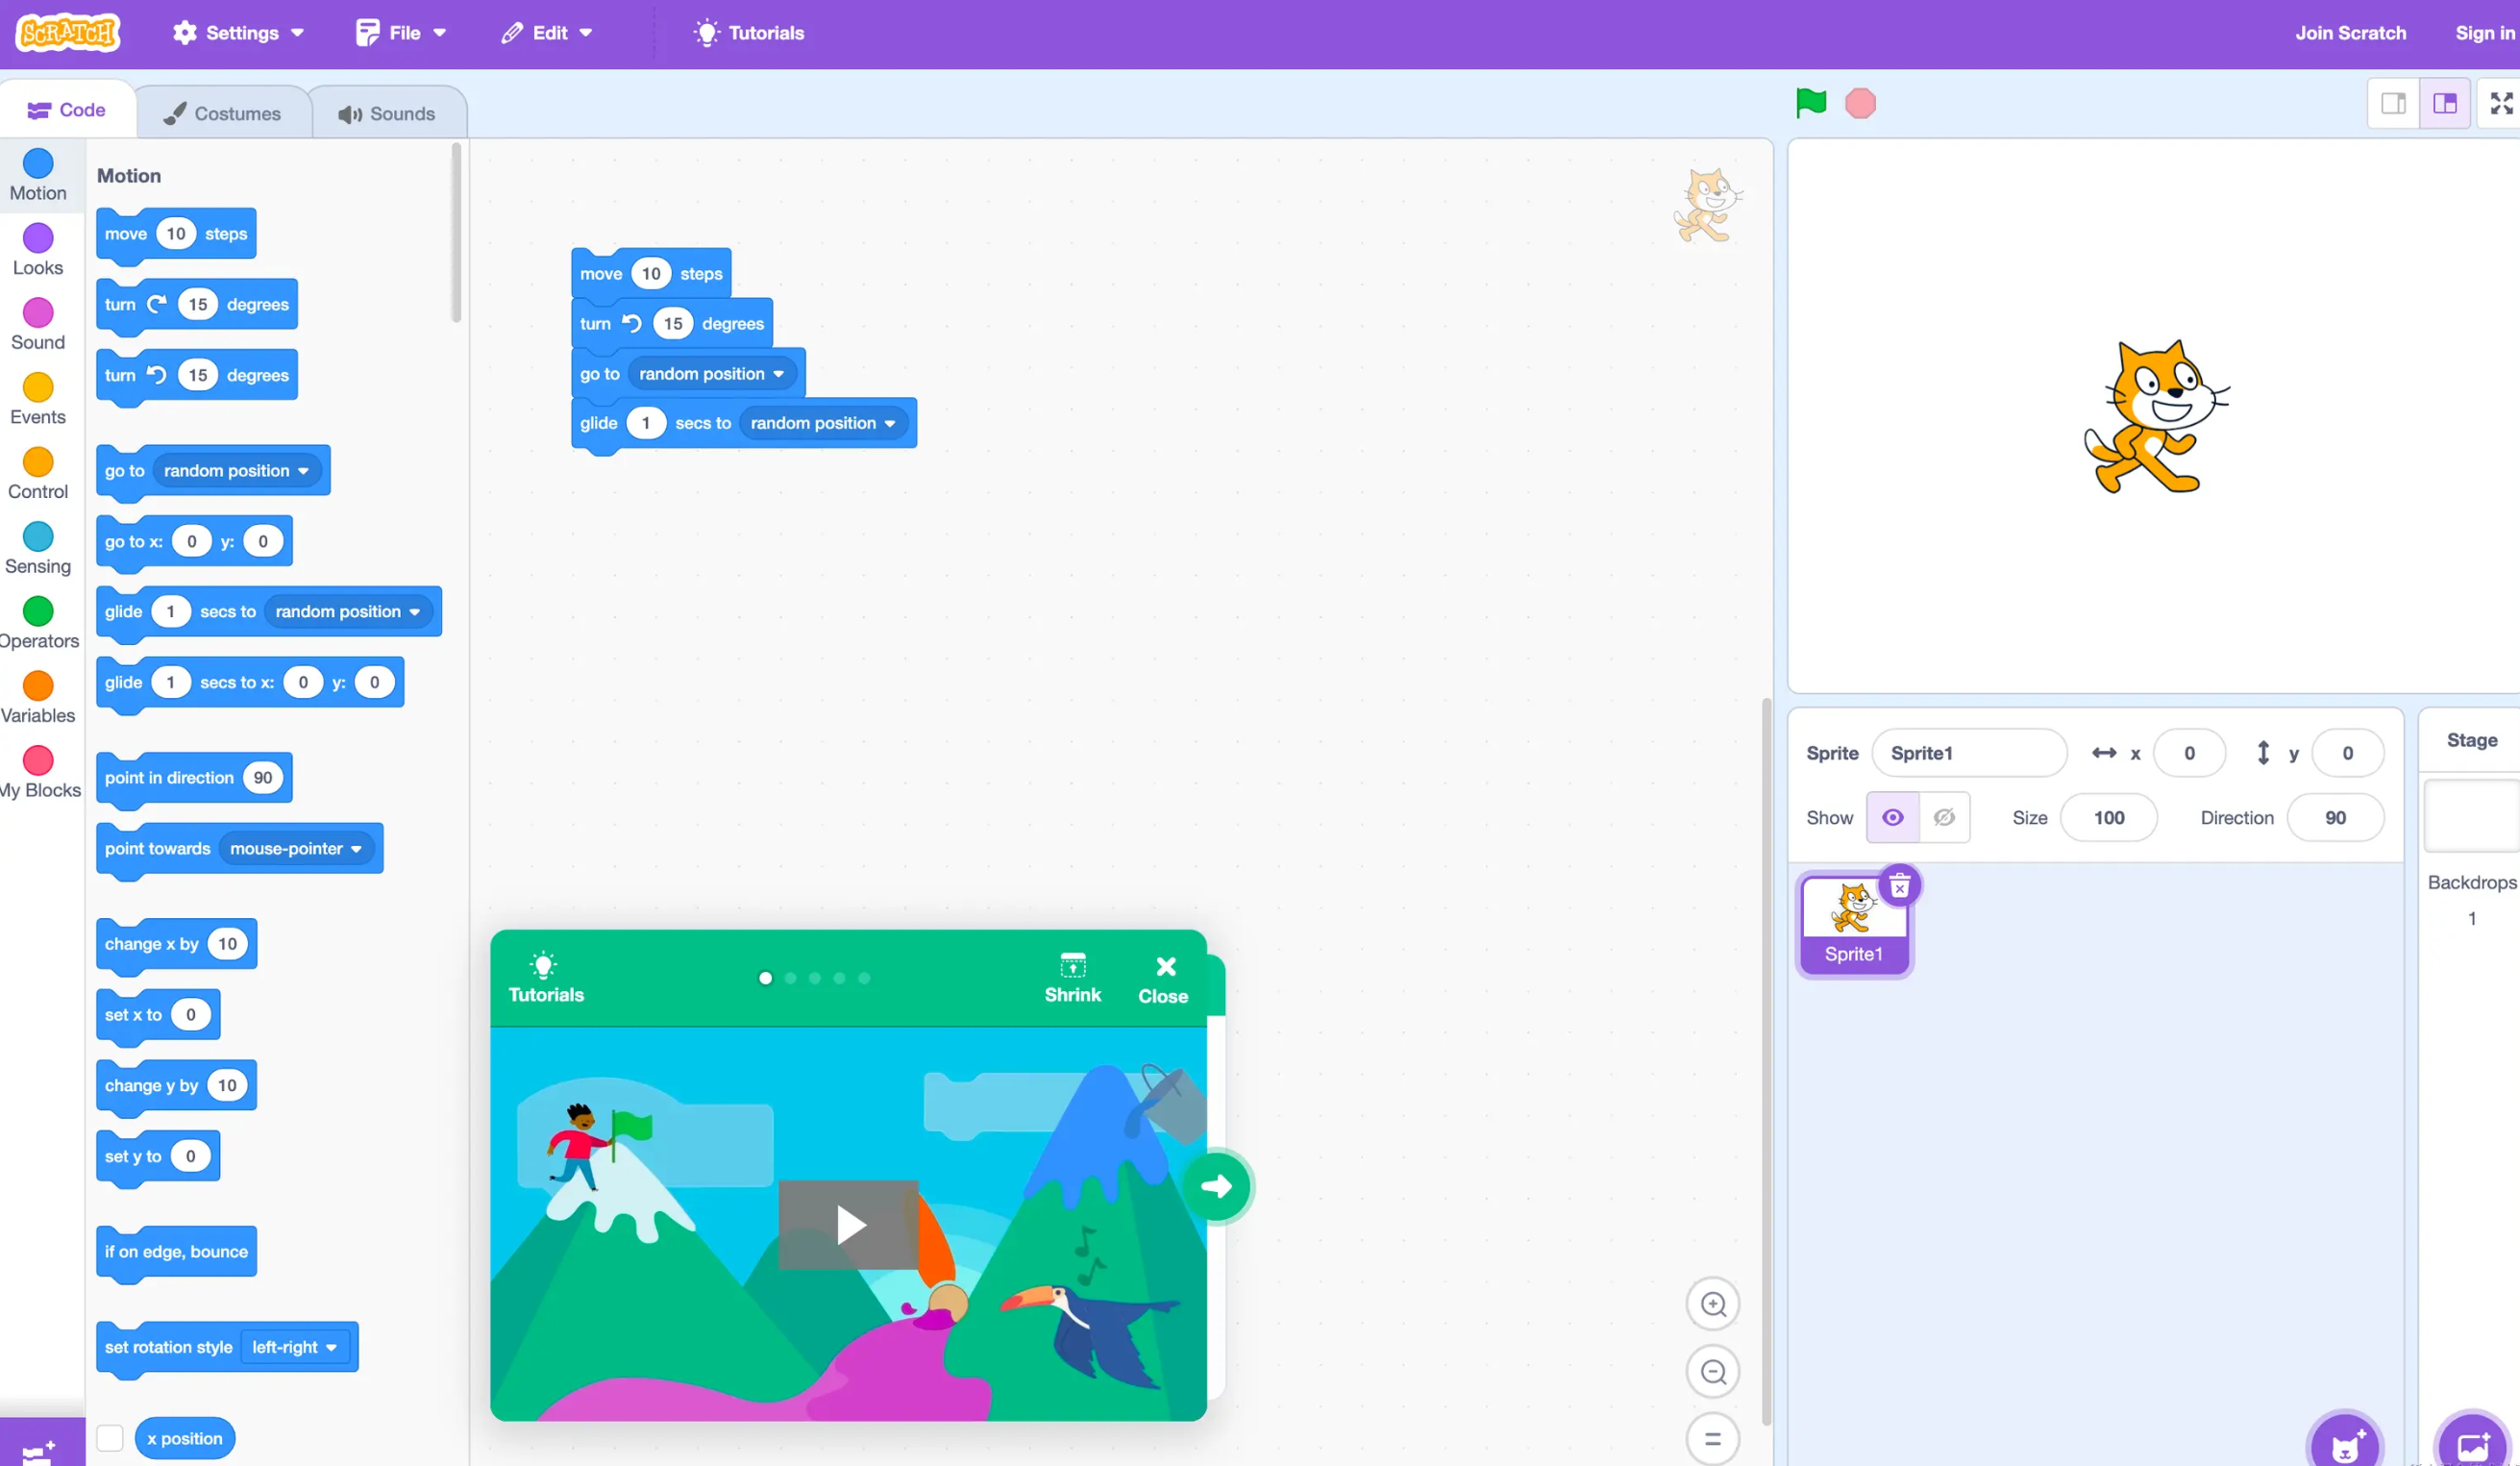 SCRATCH Settings File Edit Tutorials Join Scratch Sign in
Code Costumes Sounds
Motion
Looks
Sound
Events
Control
Sensing
Operators
Variables
My Blocks
Motion
move 10 steps
turn 15 degrees
turn 15 degrees
go to random position
go to x: 0 y: 0
glide 1 secs to random position
glide 1 secs to x: 0 y: 0
point in direction 90
point towards mouse-pointer
change x by 10
set x to 0
change y by 10
set y to 0
if on edge, bounce
set rotation style left-right
x position
move 10 steps
turn 15 degrees
go to random position
glide 1 secs to random position
Tutorials Shrink Close
Sprite Sprite1 x 0 y 0
Show Size 100 Direction 90
Sprite1
Stage
Backdrops
1